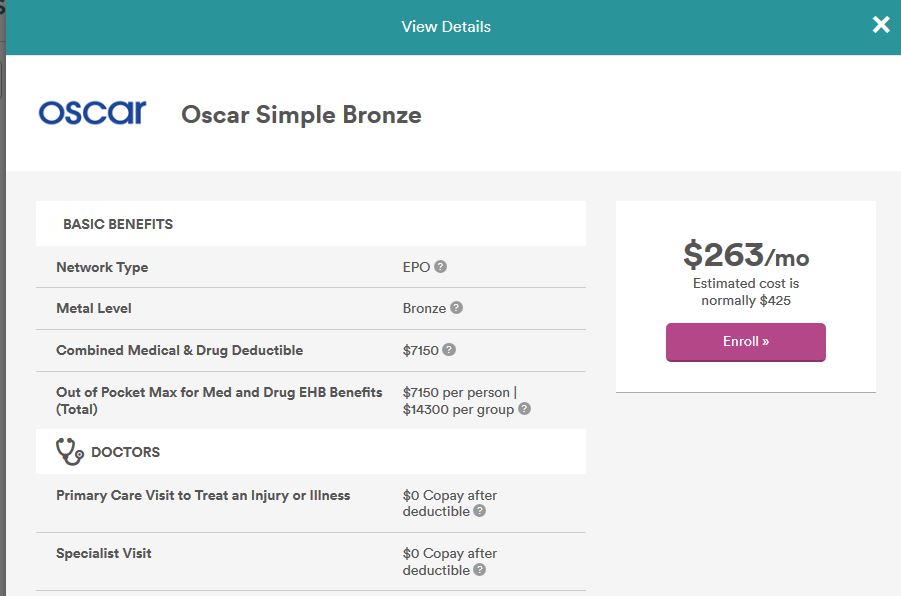 View Details
oscar
Oscar Simple Bronze
BASIC BENEFITS
Network Type
EPO ?
Metal Level
Bronze ?
Combined Medical & Drug Deductible
$7150 ?
Out of Pocket Max for Med and Drug EHB Benefits
(Total)
$7150 per person |
$14300 per group ?
DOCTORS
Primary Care Visit to Treat an Injury or Illness
$0 Copay after
deductible ?
Specialist Visit
$0 Copay after
deductible ?
$263/mo
Estimated cost is
normally $425
Enroll »